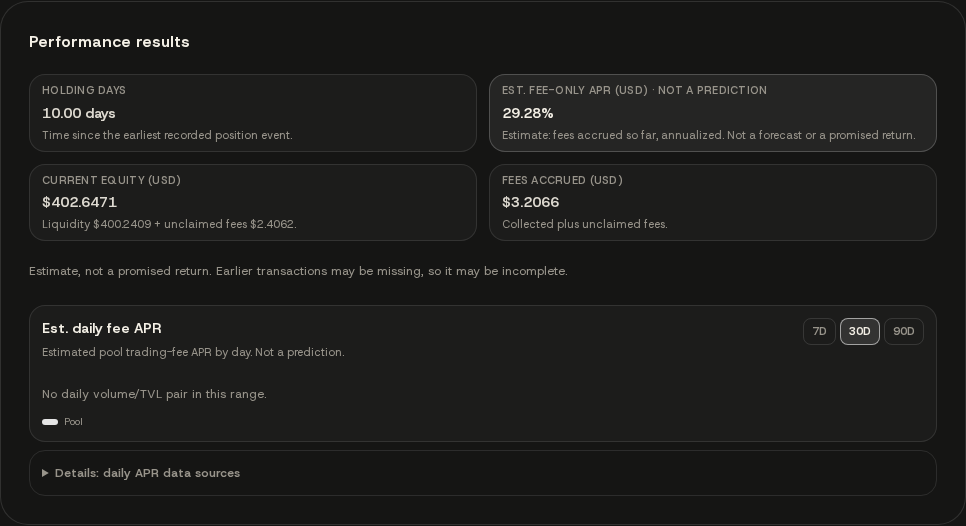 Performance results
HOLDING DAYS
10.00 days
Time since the earliest recorded position event.
EST. FEE-ONLY APR (USD) · NOT A PREDICTION
29.28%
Estimate: fees accrued so far, annualized. Not a forecast or a promised return.
CURRENT EQUITY (USD)
$402.6471
Liquidity $400.2409 + unclaimed fees $2.4062.
FEES ACCRUED (USD)
$3.2066
Collected plus unclaimed fees.
Estimate, not a promised return. Earlier transactions may be missing, so it may be incomplete.
Est. daily fee APR
7D
30D
90D
Estimated pool trading-fee APR by day. Not a prediction.
No daily volume/TVL pair in this range.
Pool
Details: daily APR data sources